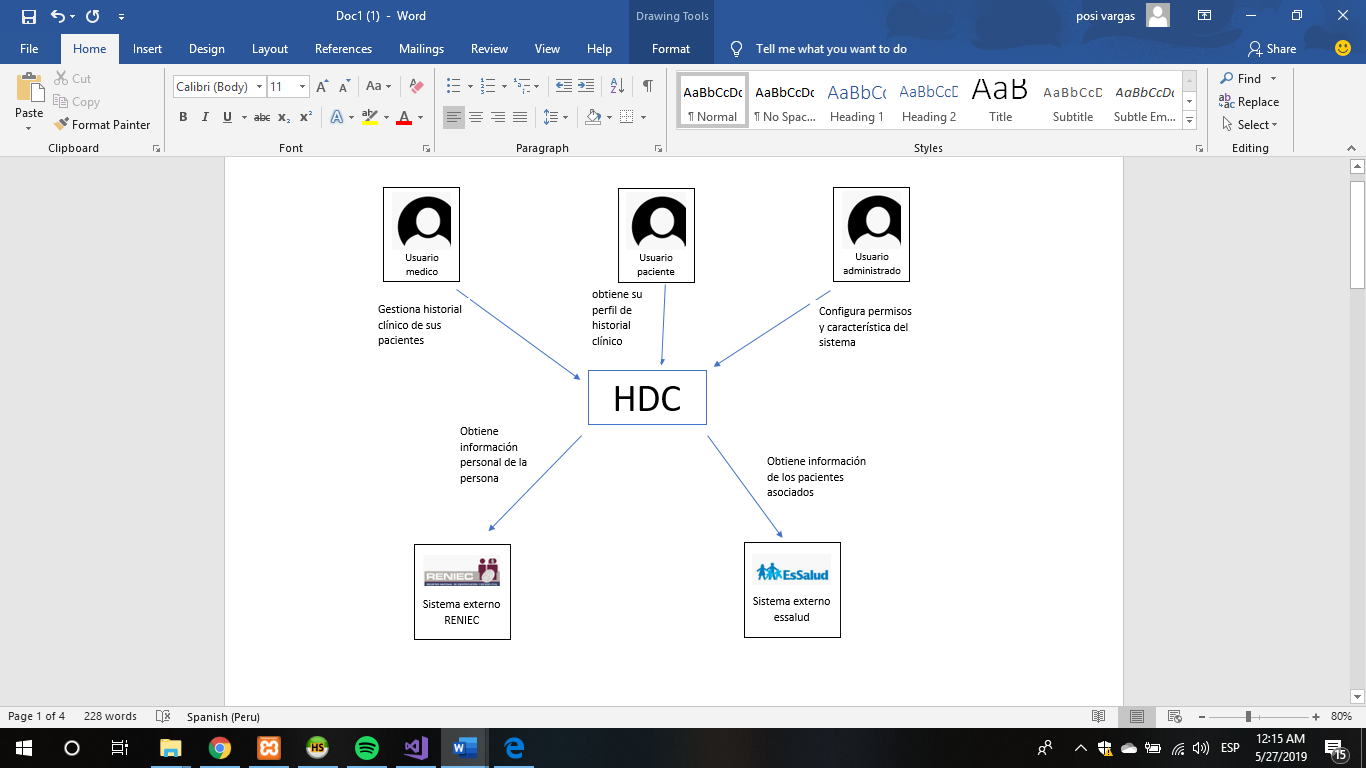 Doc1 (1) - Word
Drawing Tools
posi vargas
File Home Insert Design Layout References Mailings Review View Help Format Tell me what you want to do Share
Paste
Cut
Copy
Format Painter
Calibri (Body) 11
AaBbCcDc AaBbCcDc AaBbCc AaBbCcD AaB AaBbCcD AaBbCcDc
¶ Normal ¶ No Spac... Heading 1 Heading 2 Title Subtitle Subtle Em...
Find
Replace
Select
Clipboard Font Paragraph Styles Editing
Usuario
medico
Usuario
paciente
Usuario
administrado
Gestiona historial
clínico de sus
pacientes
obtiene su
perfil de
historial
clínico
Configura permisos
y característica del
sistema
HDC
Obtiene
información
personal de la
persona
Obtiene información
de los pacientes
asociados
RENIEC
Sistema externo
RENIEC
EsSalud
Sistema externo
essalud
Page 1 of 4 228 words Spanish (Peru) 80%
ESP
12:15 AM
5/27/2019
15